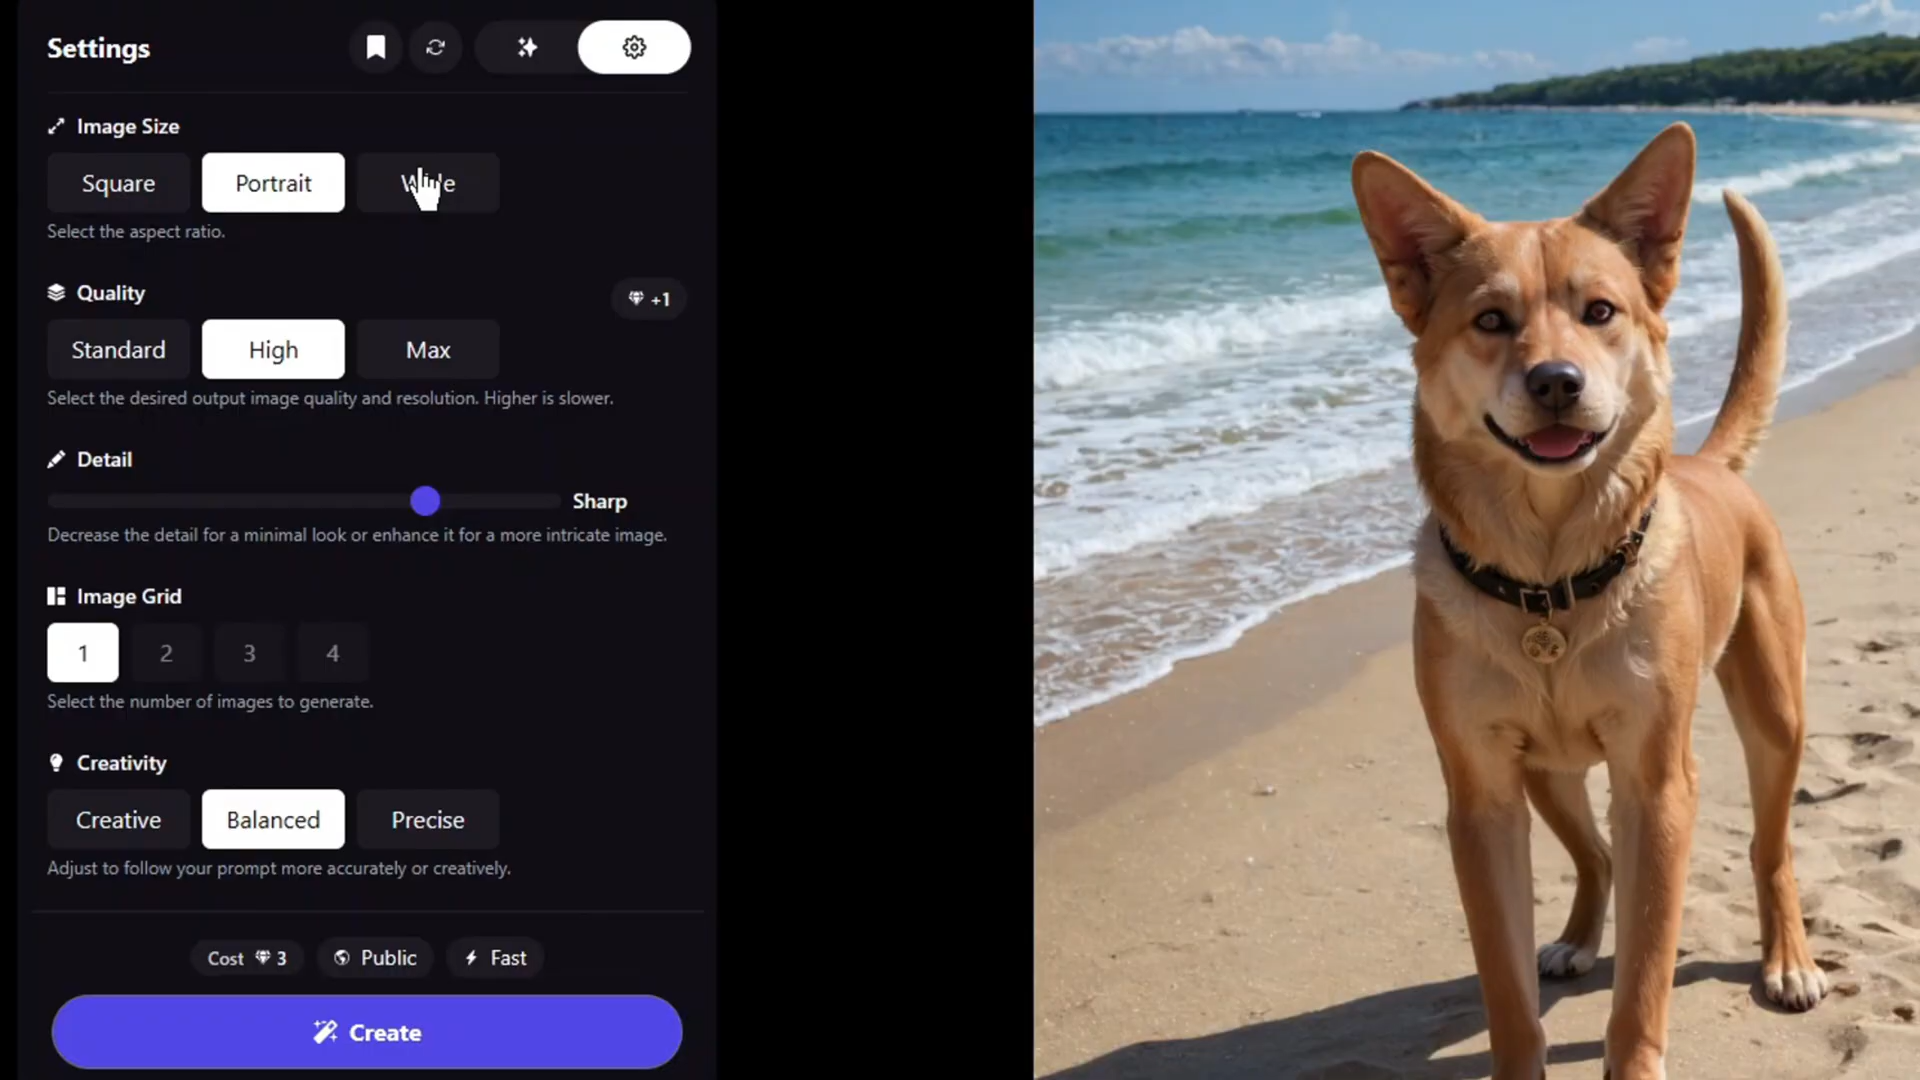 Settings
Image Size
Square Portrait
Select the aspect ratio.
Quality
+1
Standard High Max
Select the desired output image quality and resolution. Higher is slower.
Detail
Sharp
Decrease the detail for a minimal look or enhance it for a more intricate image.
Image Grid
1 2 3 4
Select the number of images to generate.
Creativity
Creative Balanced Precise
Adjust to follow your prompt more accurately or creatively.
Cost 3 Public Fast
Create